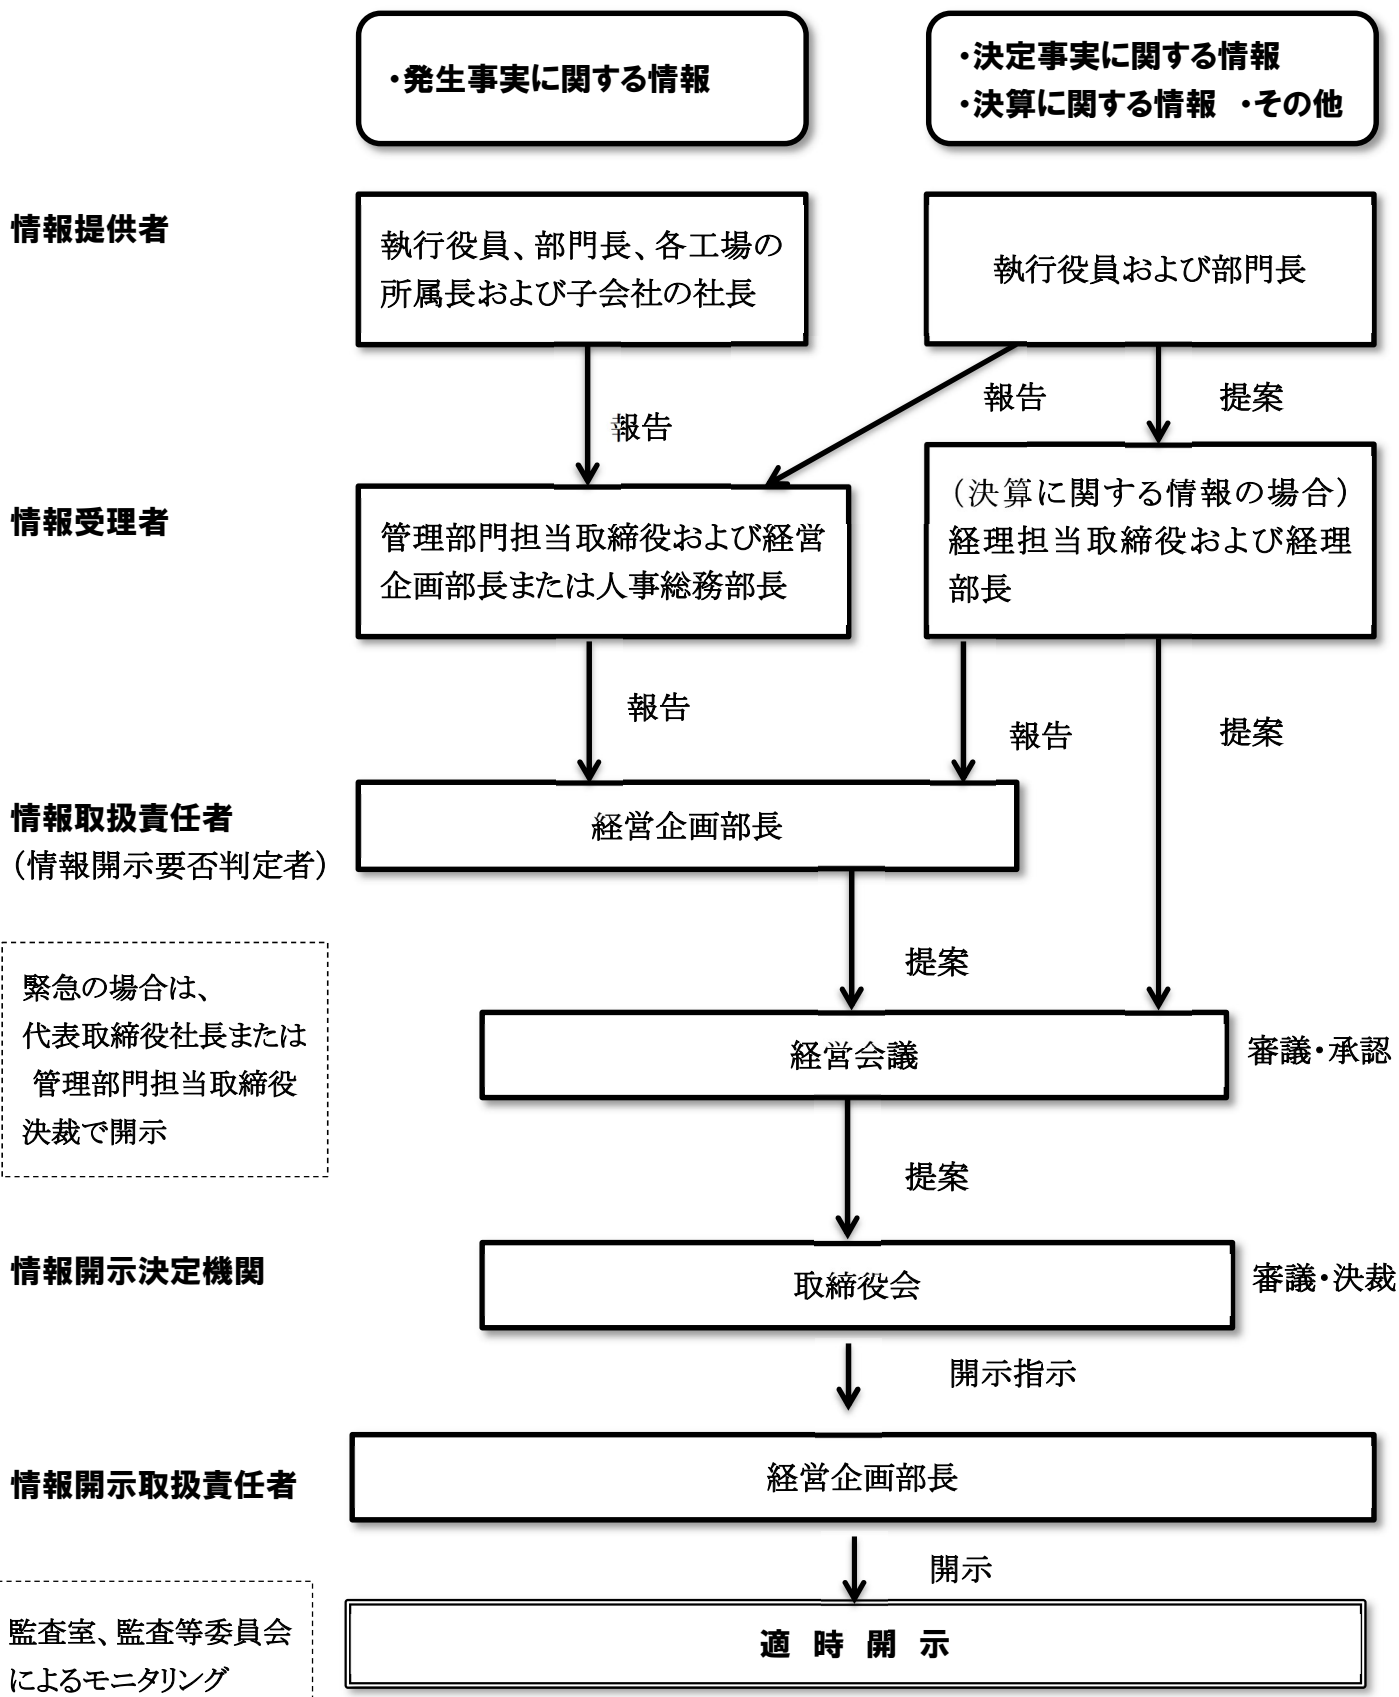 ・発生事実に関する情報
・決定事実に関する情報
・決算に関する情報 ・その他
情報提供者
執行役員、部門長、各工場の
所属長および子会社の社長
執行役員および部門長
報告
報告
提案
情報受理者
管理部門担当取締役および経営
企画部長または人事総務部長
（決算に関する情報の場合）
経理担当取締役および経理
部長
報告
報告
提案
情報取扱責任者
（情報開示要否判定者）
経営企画部長
提案
緊急の場合は、
代表取締役社長または
管理部門担当取締役
決裁で開示
経営会議
審議・承認
提案
情報開示決定機関
取締役会
審議・決裁
開示指示
情報開示取扱責任者
経営企画部長
開示
監査室、監査等委員会
によるモニタリング
適 時 開 示